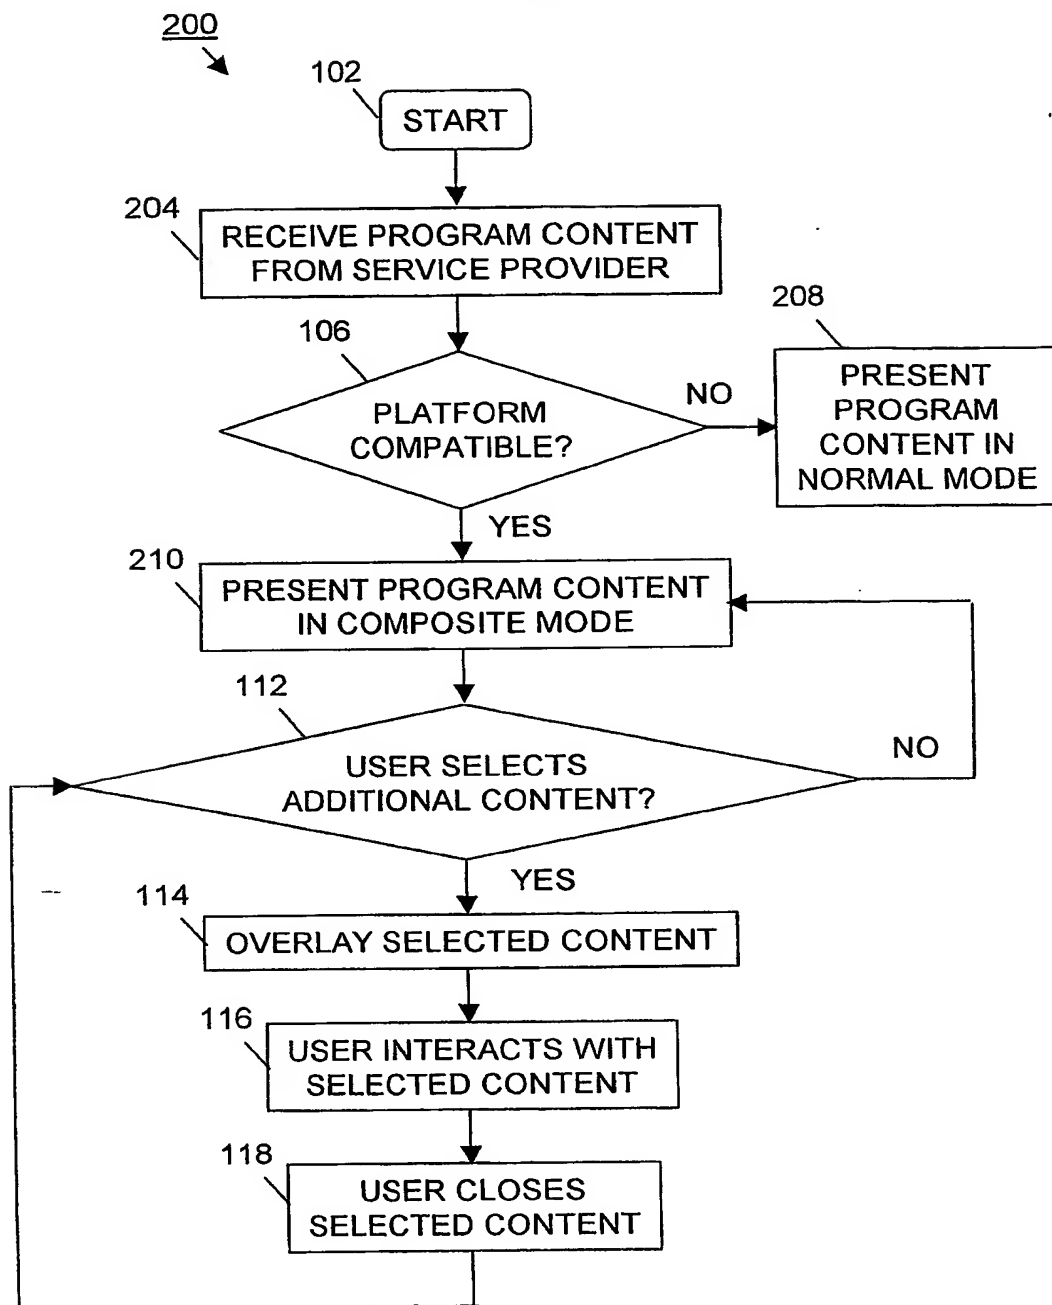 200
102
START
204
RECEIVE PROGRAM CONTENT
FROM SERVICE PROVIDER
106
PLATFORM
COMPATIBLE?
NO
208
PRESENT
PROGRAM
CONTENT IN
NORMAL MODE
YES
210
PRESENT PROGRAM CONTENT
IN COMPOSITE MODE
112
USER SELECTS
ADDITIONAL CONTENT?
NO
YES
114
OVERLAY SELECTED CONTENT
116
USER INTERACTS WITH
SELECTED CONTENT
118
USER CLOSES
SELECTED CONTENT